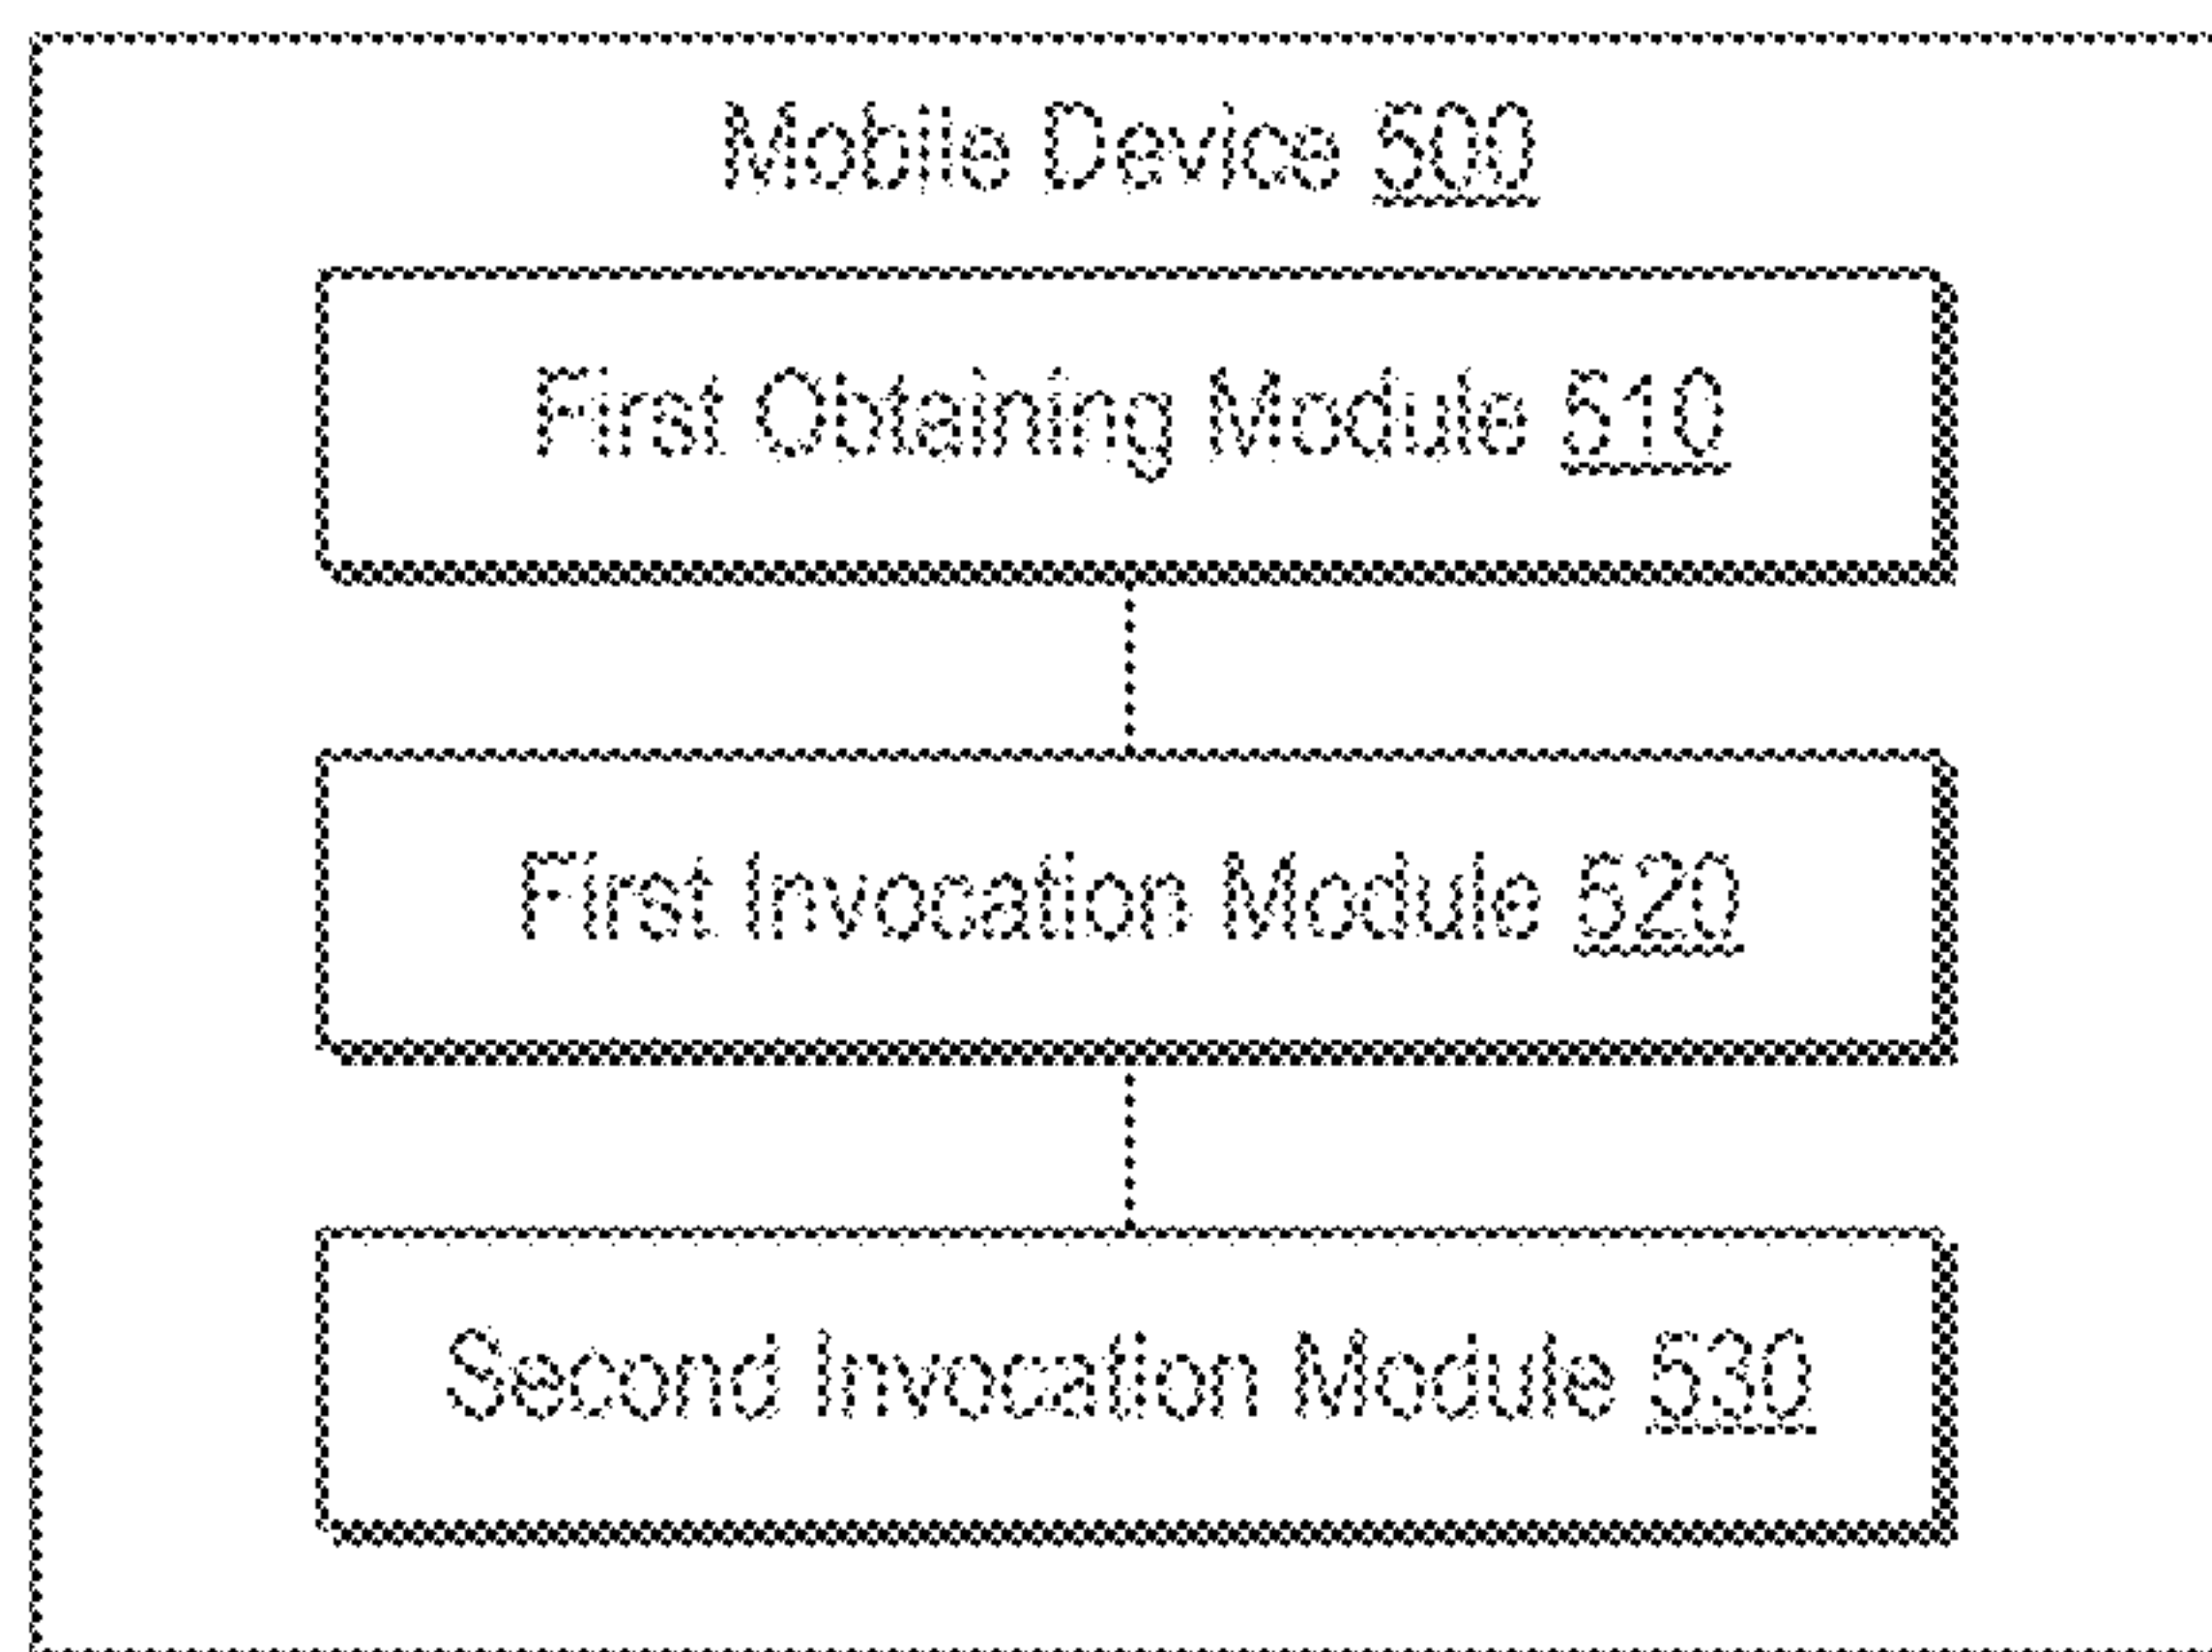 Mobile Device 500
First Obtaining Module 510
First Invocation Module 520
Second Invocation Module 530